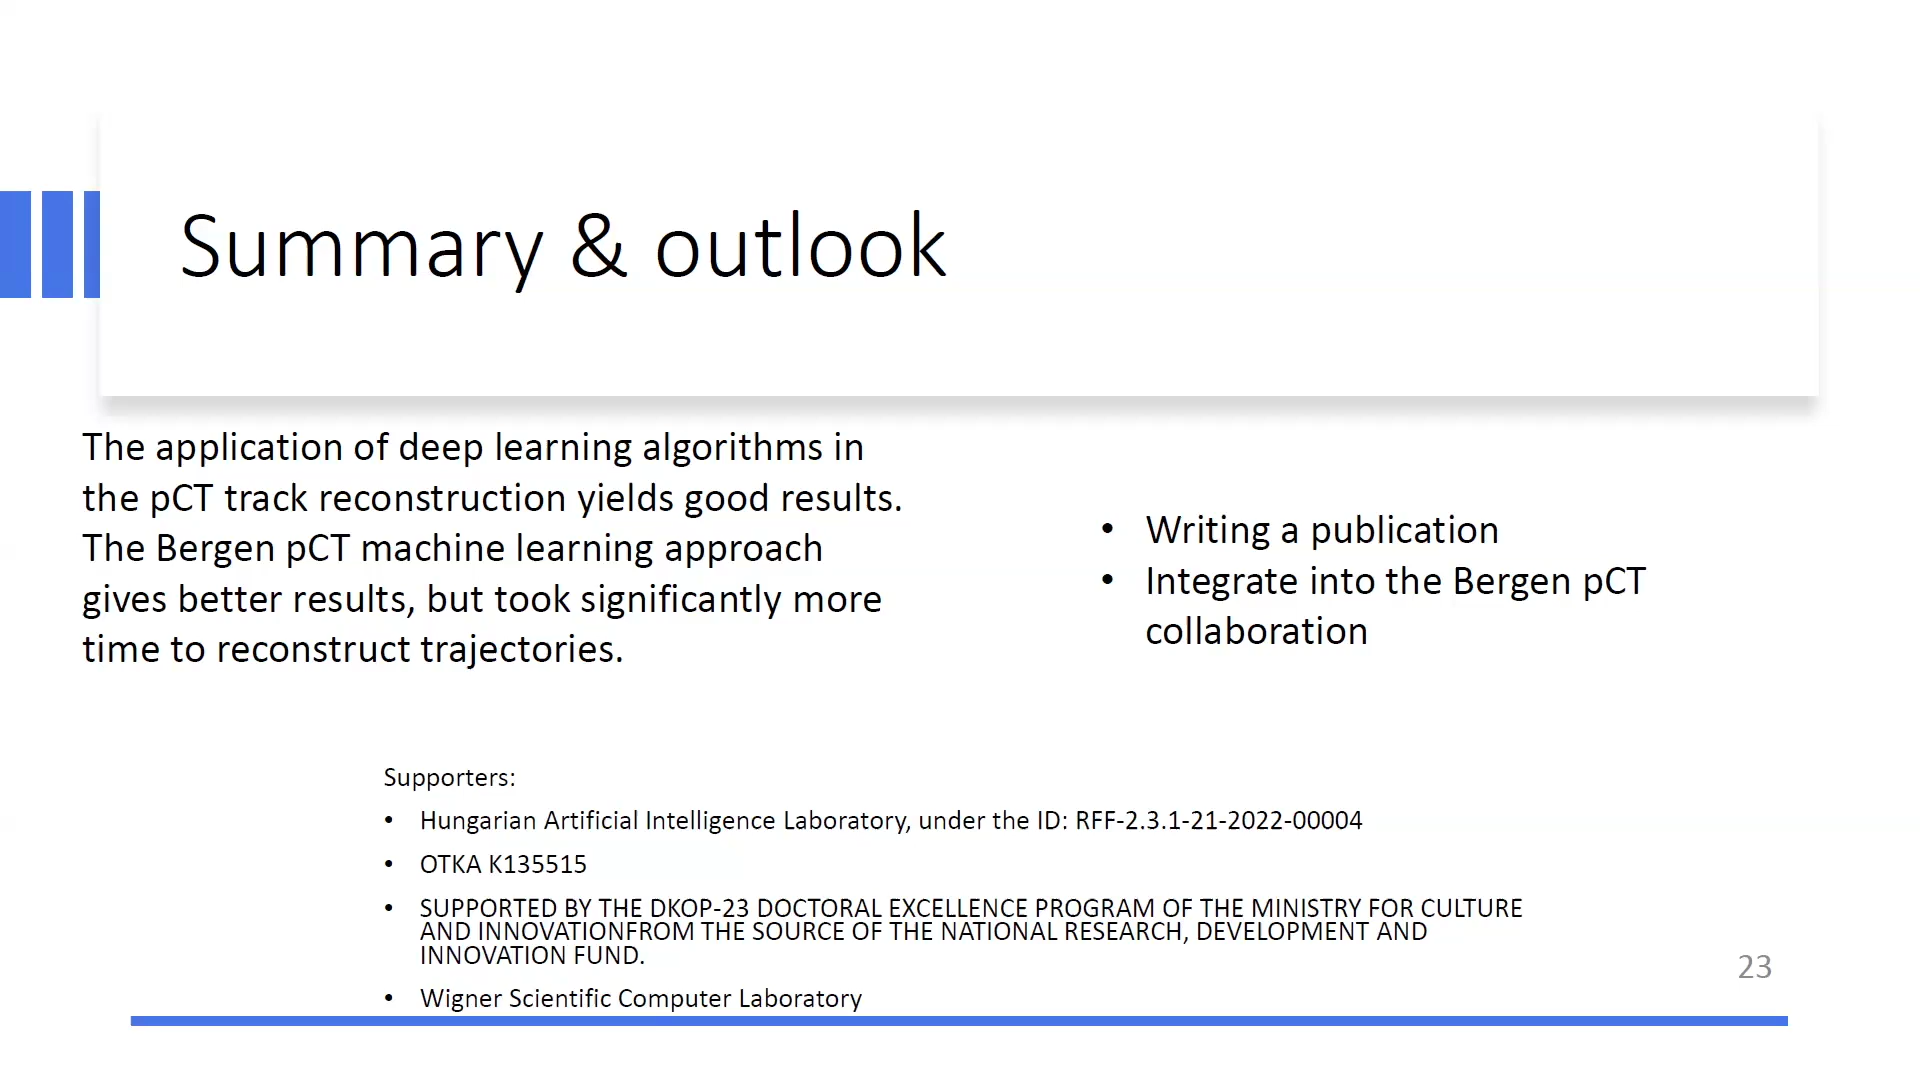 Summary & outlook
The application of deep learning algorithms in
the pCT track reconstruction yields good results.
The Bergen pCT machine learning approach
gives better results, but took significantly more
time to reconstruct trajectories.
• Writing a publication
• Integrate into the Bergen pCT
collaboration
Supporters:
• Hungarian Artificial Intelligence Laboratory, under the ID: RFF-2.3.1-21-2022-00004
• OTKA K135515
• SUPPORTED BY THE DKOP-23 DOCTORAL EXCELLENCE PROGRAM OF THE MINISTRY FOR CULTURE
AND INNOVATIONFROM THE SOURCE OF THE NATIONAL RESEARCH, DEVELOPMENT AND
INNOVATION FUND.
• Wigner Scientific Computer Laboratory
23